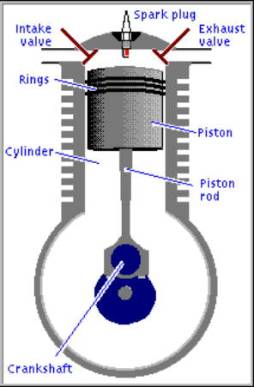 Spark plug
Intake
valve
Exhaust
valve
Rings
Piston
Cylinder
Piston
rod
Crankshaft